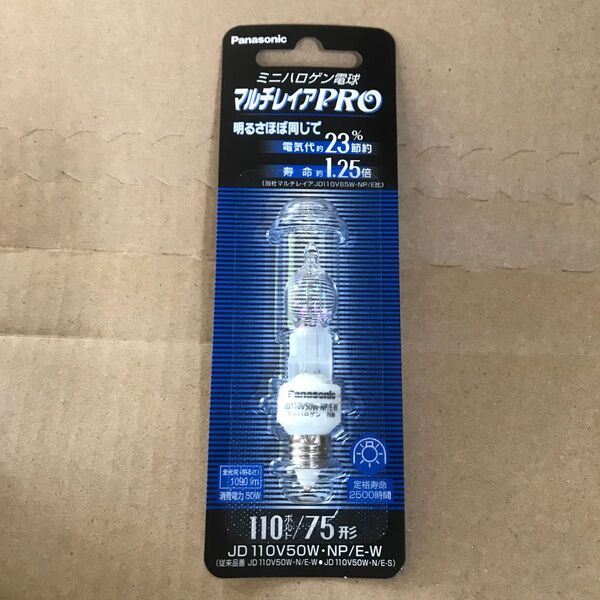 Panasonic
ミニハロゲン電球
マルチレイアPRO
明るさほぼ同じで
電気代約23%節約
寿命約1.25倍
(当社マルチレイアJD110V65W・NP/E比)
Panasonic
JD110V50W・NP/E-W
ミニハロゲン
全光束(明るさ)
1090 lm
消費電力 50W
定格寿命
2500時間
110ボルト/75形
JD 110V50W・NP/E-W
(従来品番 JD 110V50W・N/E-W●JD110V50W・N/E-S)